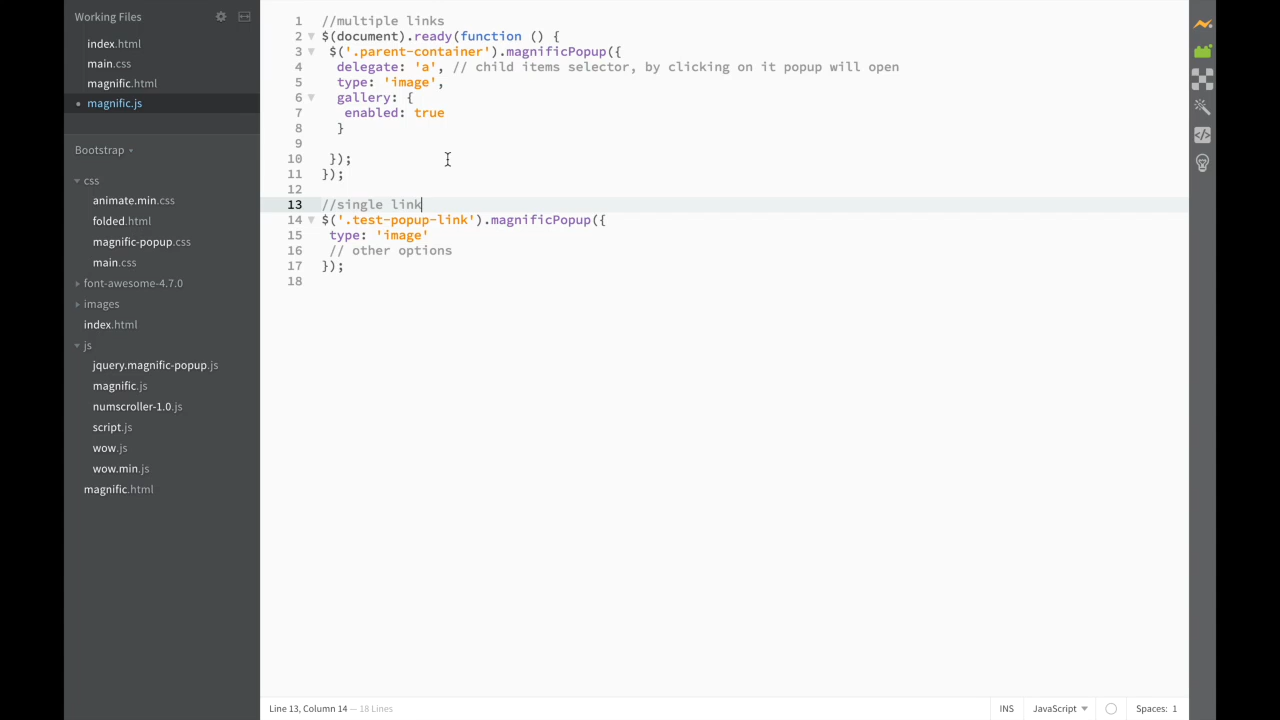 Working Files
index.html
main.css
magnific.html
magnific.js
Bootstrap
css
animate.min.css
folded.html
magnific-popup.css
main.css
font-awesome-4.7.0
images
index.html
js
jquery.magnific-popup.js
magnific.js
numscroller-1.0.js
script.js
wow.js
wow.min.js
magnific.html
1 //multiple links
2 $(document).ready(function () {
3 $('.parent-container').magnificPopup({
4 delegate: 'a', // child items selector, by clicking on it popup will open
5 type: 'image',
6 gallery: {
7 enabled: true
8 }
9
10 });
11 });
12
13 //single link
14 $('.test-popup-link').magnificPopup({
15 type: 'image'
16 // other options
17 });
18
Line 13, Column 14 — 18 Lines
INS JavaScript Spaces: 1